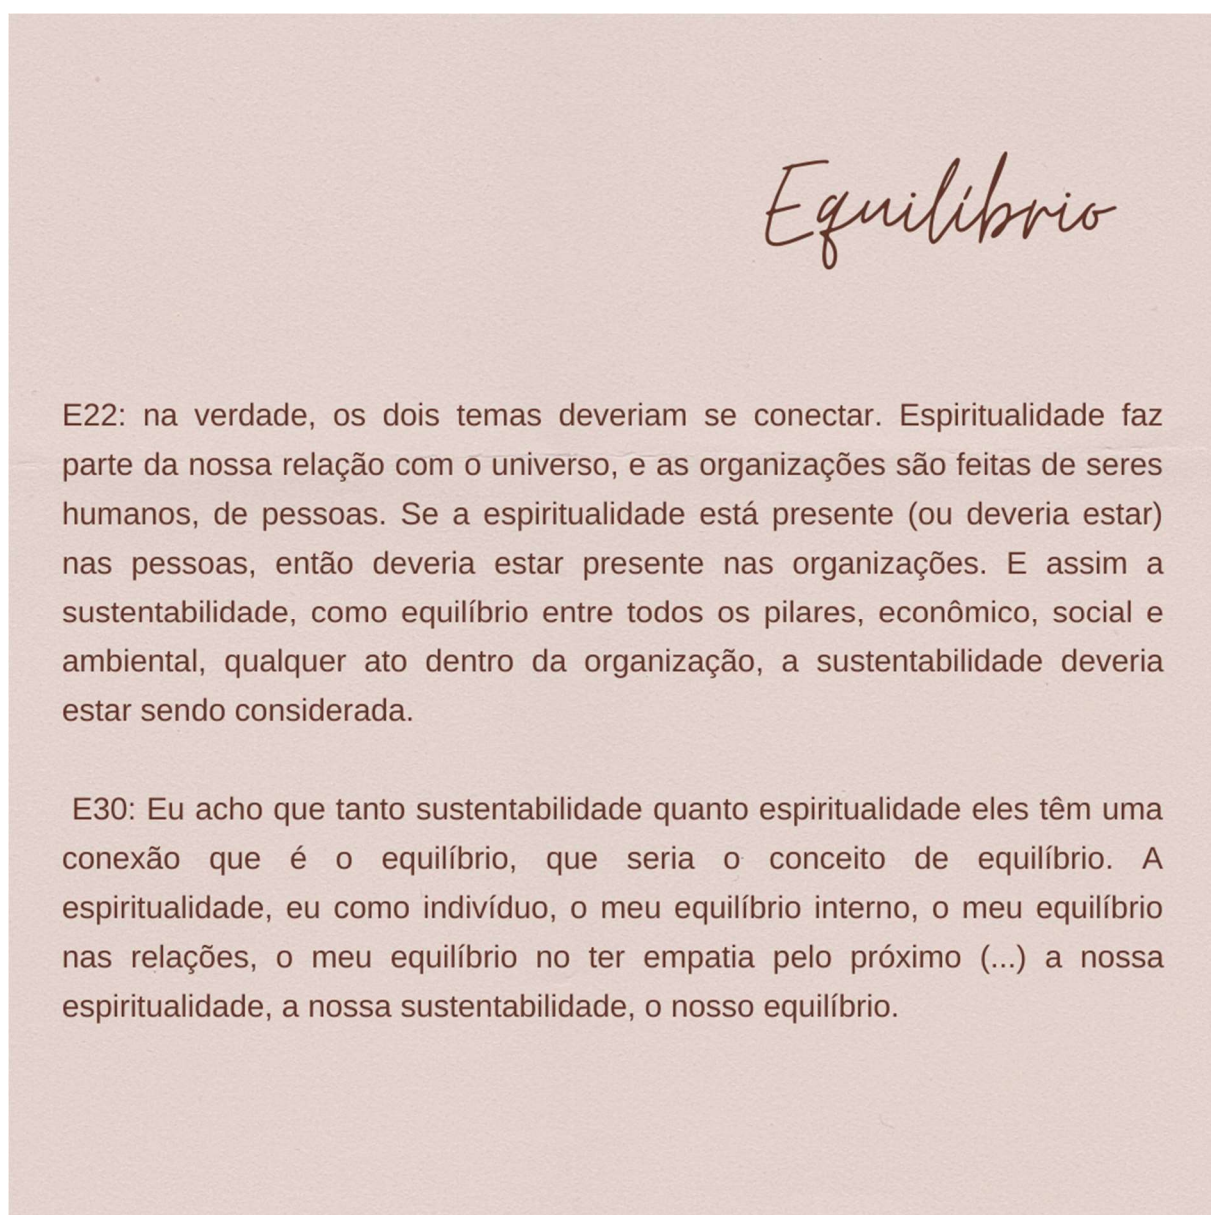 Equilíbrio
E22: na verdade, os dois temas deveriam se conectar. Espiritualidade faz
parte da nossa relação com o universo, e as organizações são feitas de seres
humanos, de pessoas. Se a espiritualidade está presente (ou deveria estar)
nas pessoas, então deveria estar presente nas organizações. E assim a
sustentabilidade, como equilíbrio entre todos os pilares, econômico, social e
ambiental, qualquer ato dentro da organização, a sustentabilidade deveria
estar sendo considerada.
E30: Eu acho que tanto sustentabilidade quanto espiritualidade eles têm uma
conexão que é o equilíbrio, que seria o conceito de equilíbrio. A
espiritualidade, eu como indivíduo, o meu equilíbrio interno, o meu equilíbrio
nas relações, o meu equilíbrio no ter empatia pelo próximo (...) a nossa
espiritualidade, a nossa sustentabilidade, o nosso equilíbrio.